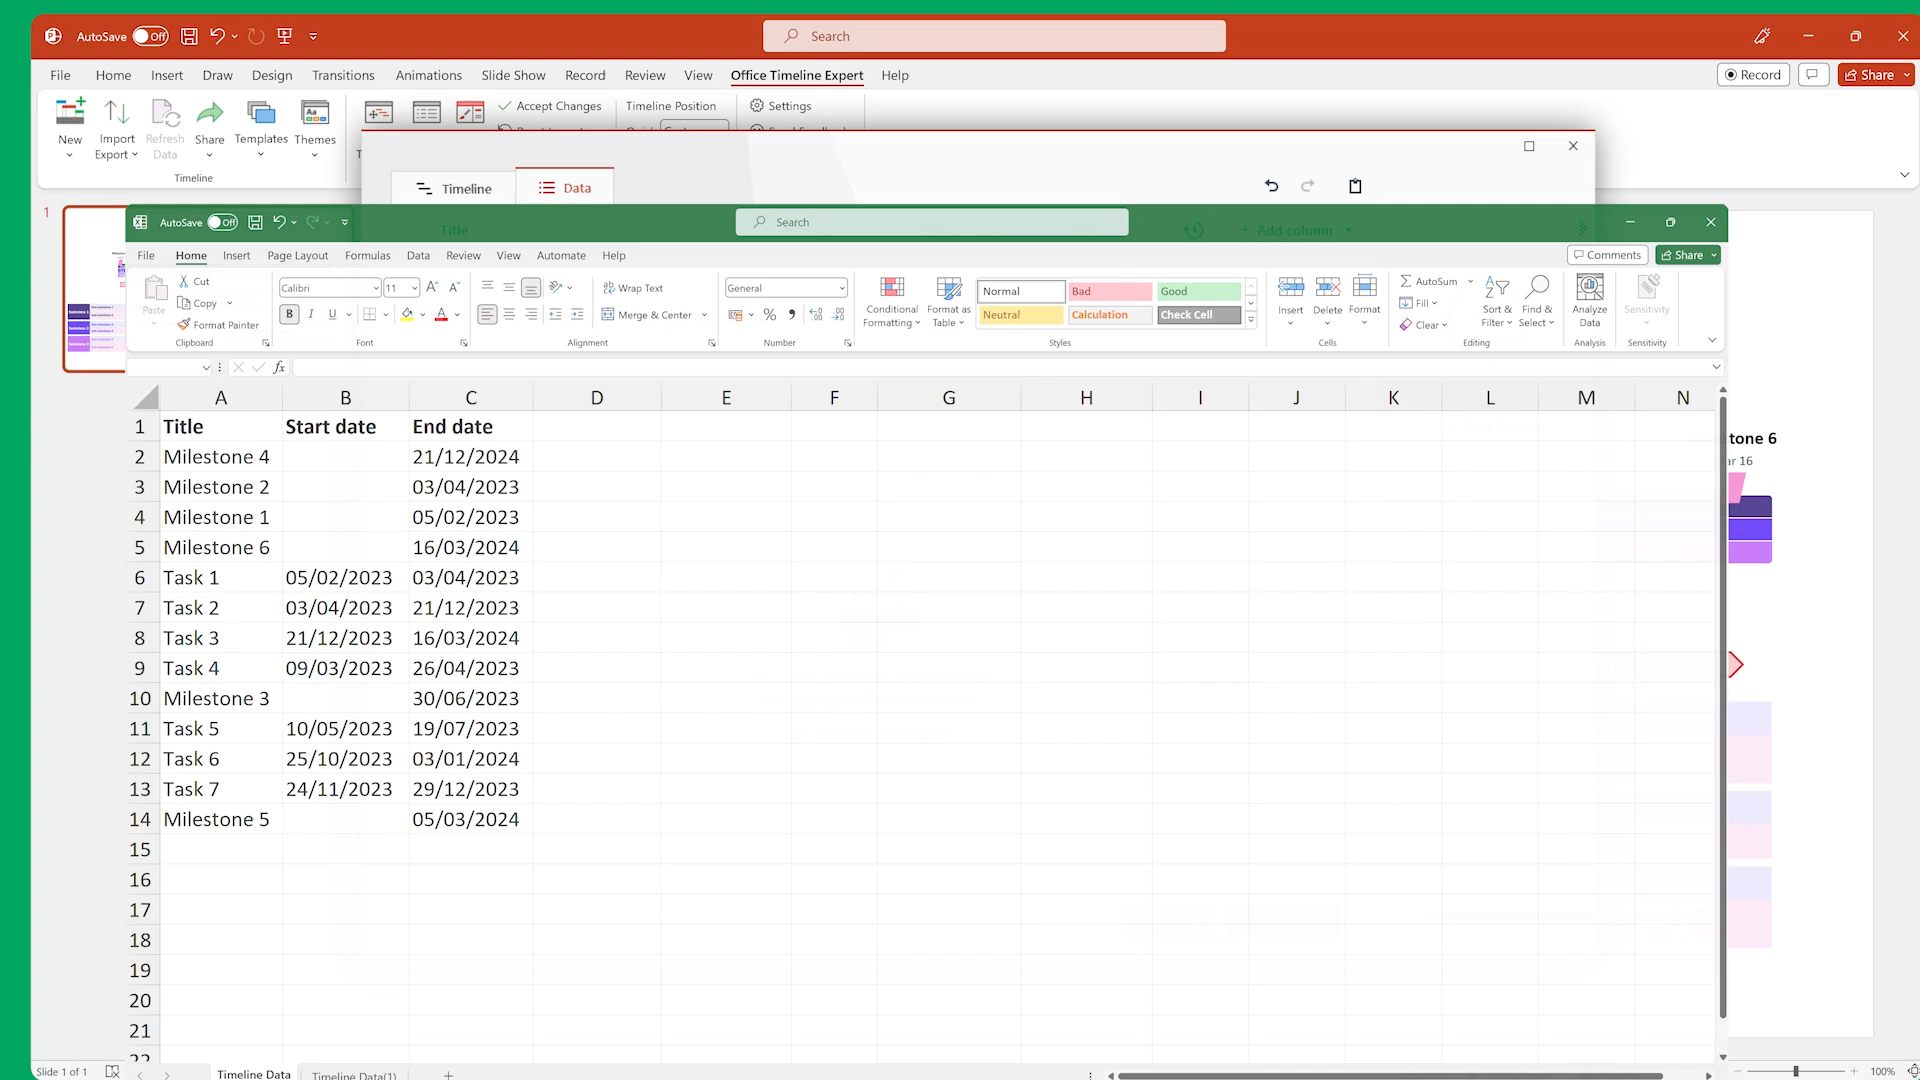 AutoSave Off
Search
File Home Insert Draw Design Transitions Animations Slide Show Record Review View Office Timeline Expert Help
Record
Share
New
Import
Export
Refresh
Data
Share
Templates
Themes
Timeline
Accept Changes
Timeline Position
Settings
Timeline
Data
1
Title
Add column
AutoSave Off
Search
File Home Insert Page Layout Formulas Data Review View Automate Help
Comments Share
Paste
Cut
Copy
Format Painter
Clipboard
Calibri 11
B I U
Font
Wrap Text
Merge & Center
Alignment
General
Number
Conditional
Formatting
Format as
Table
Normal Bad Good
Neutral Calculation Check Cell
Styles
Insert Delete Format
Cells
AutoSum
Fill
Clear
Sort &
Filter
Find &
Select
Editing
Analyze
Data
Analysis
Sensitivity
Sensitivity
fx
A B C D E F G H I J K L M N
1 Title Start date End date
2 Milestone 4 21/12/2024
3 Milestone 2 03/04/2023
4 Milestone 1 05/02/2023
5 Milestone 6 16/03/2024
6 Task 1 05/02/2023 03/04/2023
7 Task 2 03/04/2023 21/12/2023
8 Task 3 21/12/2023 16/03/2024
9 Task 4 09/03/2023 26/04/2023
10 Milestone 3 30/06/2023
11 Task 5 10/05/2023 19/07/2023
12 Task 6 25/10/2023 03/01/2024
13 Task 7 24/11/2023 29/12/2023
14 Milestone 5 05/03/2024
15
16
17
18
19
20
21
22
tone 6
ar 16
Slide 1 of 1
Timeline Data Timeline Data(1)
100%